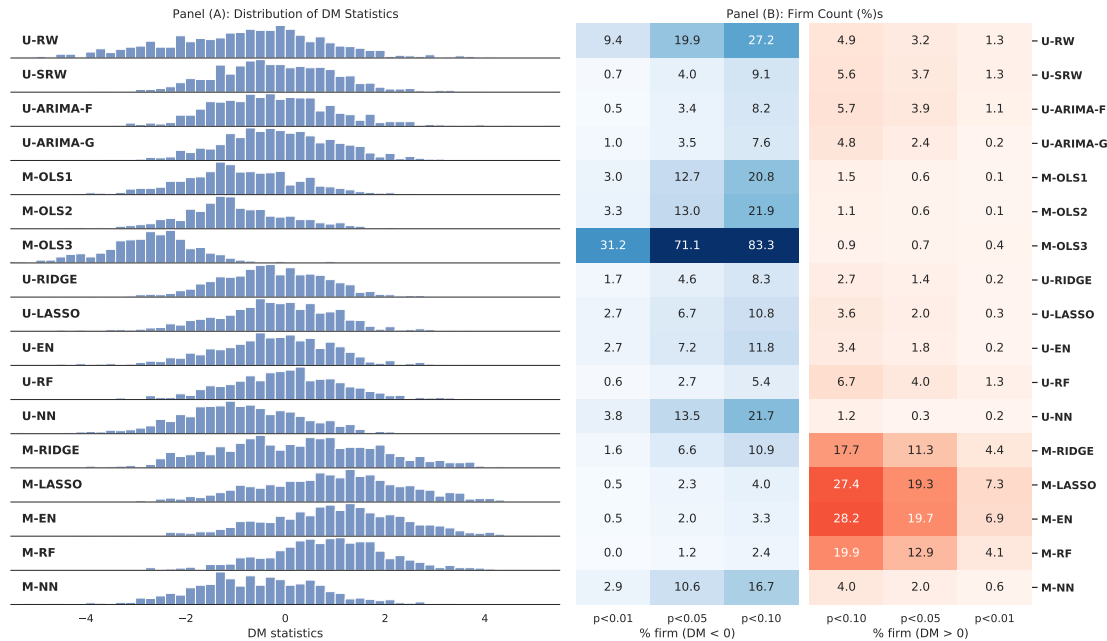 Panel (A): Distribution of DM Statistics
Panel (B): Firm Count (%)s
U-RW 9.4 19.9 27.2 4.9 3.2 1.3 U-RW
U-SRW 0.7 4.0 9.1 5.6 3.7 1.3 U-SRW
U-ARIMA-F 0.5 3.4 8.2 5.7 3.9 1.1 U-ARIMA-F
U-ARIMA-G 1.0 3.5 7.6 4.8 2.4 0.2 U-ARIMA-G
M-OLS1 3.0 12.7 20.8 1.5 0.6 0.1 M-OLS1
M-OLS2 3.3 13.0 21.9 1.1 0.6 0.1 M-OLS2
M-OLS3 31.2 71.1 83.3 0.9 0.7 0.4 M-OLS3
U-RIDGE 1.7 4.6 8.3 2.7 1.4 0.2 U-RIDGE
U-LASSO 2.7 6.7 10.8 3.6 2.0 0.3 U-LASSO
U-EN 2.7 7.2 11.8 3.4 1.8 0.2 U-EN
U-RF 0.6 2.7 5.4 6.7 4.0 1.3 U-RF
U-NN 3.8 13.5 21.7 1.2 0.3 0.2 U-NN
M-RIDGE 1.6 6.6 10.9 17.7 11.3 4.4 M-RIDGE
M-LASSO 0.5 2.3 4.0 27.4 19.3 7.3 M-LASSO
M-EN 0.5 2.0 3.3 28.2 19.7 6.9 M-EN
M-RF 0.0 1.2 2.4 19.9 12.9 4.1 M-RF
M-NN 2.9 10.6 16.7 4.0 2.0 0.6 M-NN
−4 −2 0 2 4 p<0.01 p<0.05 p<0.10 p<0.10 p<0.05 p<0.01
DM statistics % firm (DM < 0) % firm (DM > 0)